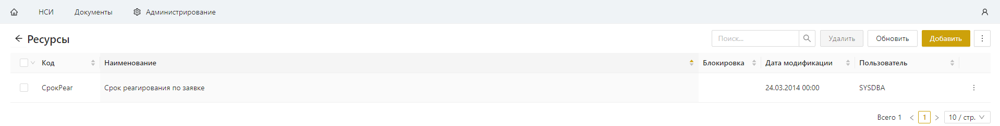 НСИ Документы Администрирование
Ресурсы Поиск... Удалить Обновить Добавить
Код Наименование Блокировка Дата модификации Пользователь
СрокРеаг Срок реагирования по заявке 24.03.2014 00:00 SYSDBA
Всего 1 < 1 > 10 / стр.